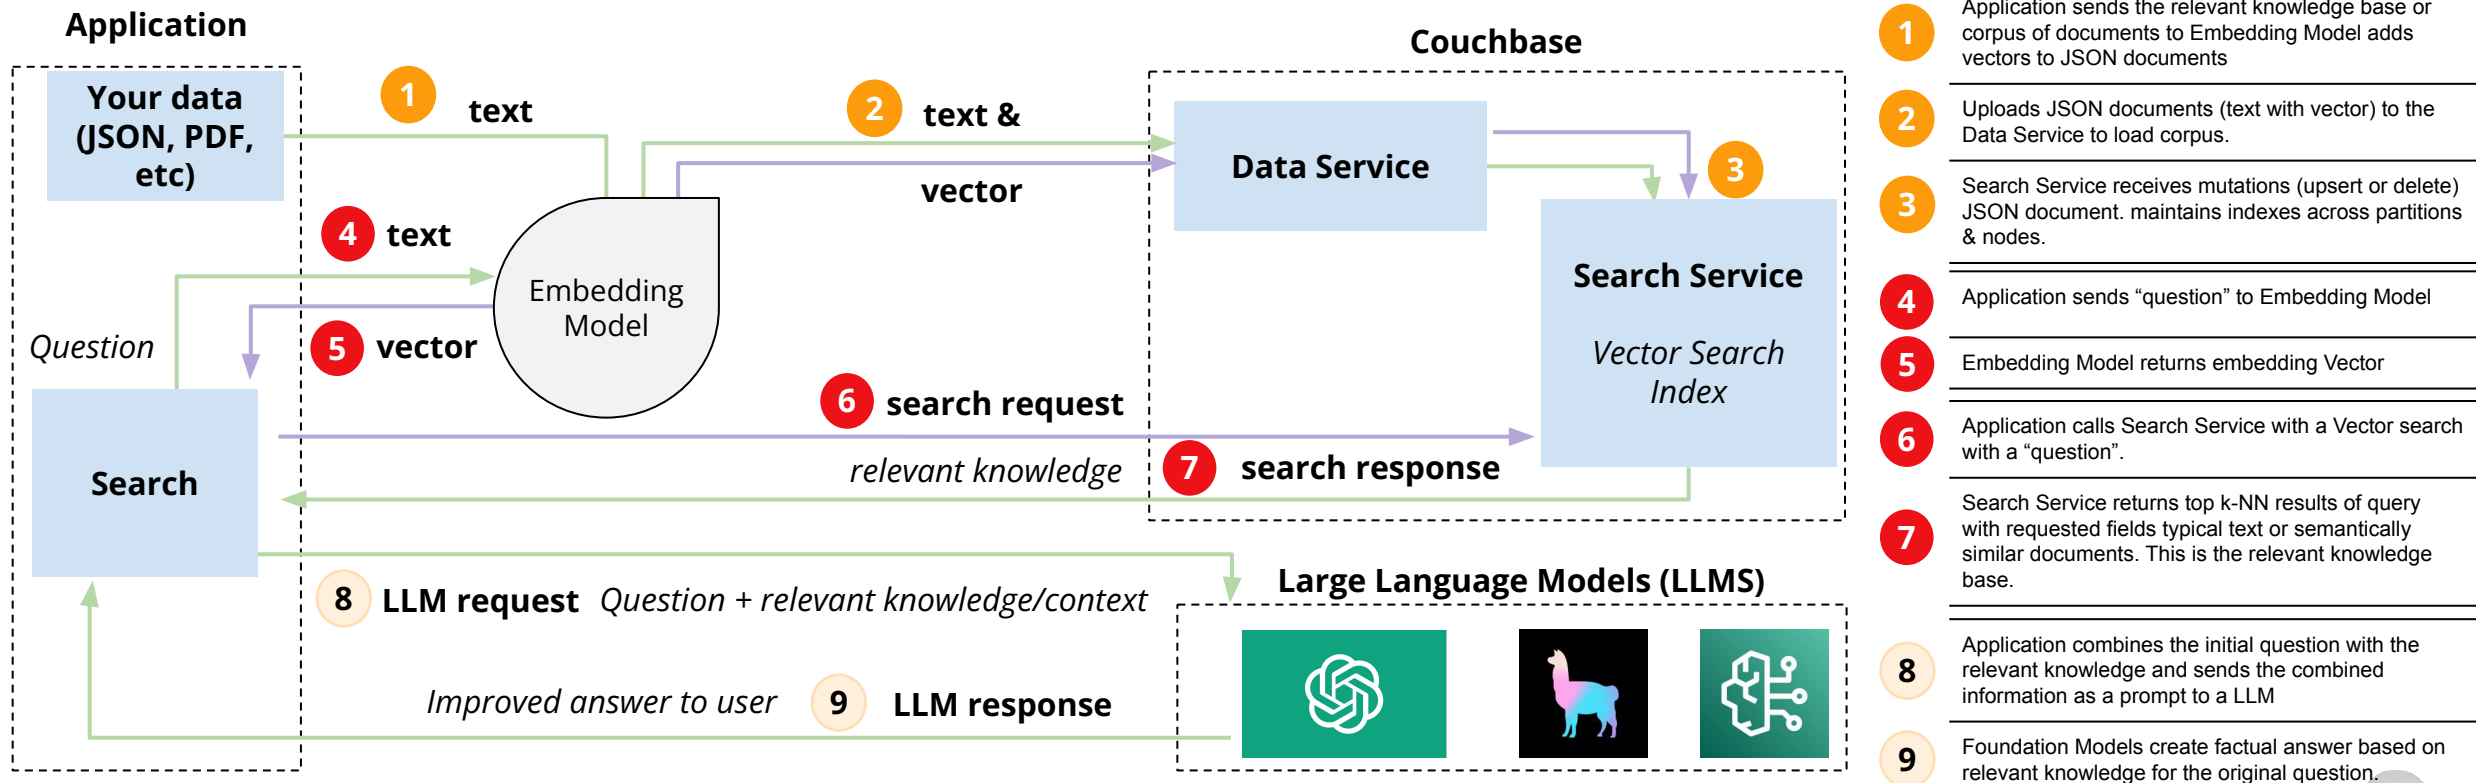 Application
Your data
(JSON, PDF,
etc)
1
text
2
text &
vector
Couchbase
Data Service
3
Search Service
Vector Search
Index
4
text
Embedding
Model
5
vector
Question
Search
6
search request
relevant knowledge
7
search response
8
LLM request
Question + relevant knowledge/context
Large Language Models (LLMS)
Improved answer to user
9
LLM response
1
Application sends the relevant knowledge base or
corpus of documents to Embedding Model adds
vectors to JSON documents
2
Uploads JSON documents (text with vector) to the
Data Service to load corpus.
3
Search Service receives mutations (upsert or delete)
JSON document. maintains indexes across partitions
& nodes.
4
Application sends “question” to Embedding Model
5
Embedding Model returns embedding Vector
6
Application calls Search Service with a Vector search
with a “question”.
7
Search Service returns top k-NN results of query
with requested fields typical text or semantically
similar documents. This is the relevant knowledge
base.
8
Application combines the initial question with the
relevant knowledge and sends the combined
information as a prompt to a LLM
9
Foundation Models create factual answer based on
relevant knowledge for the original question.